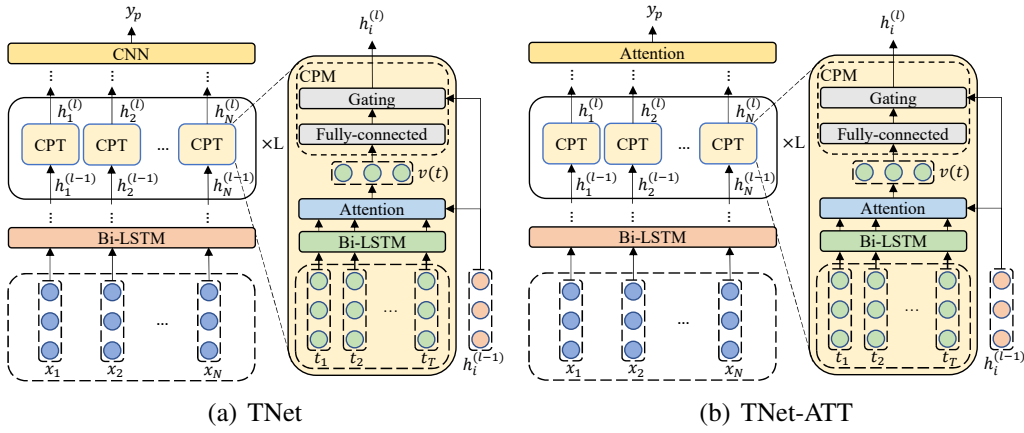 y_p
CNN
... ... ...
h_1^{(l)} h_2^{(l)} h_N^{(l)}
CPT CPT ... CPT
×L
h_1^{(l-1)} h_2^{(l-1)} h_N^{(l-1)}
... ... ...
Bi-LSTM
...
x_1 x_2 x_N
h_i^{(l)}
CPM
Gating
Fully-connected
v(t)
Attention
Bi-LSTM
...
t_1 t_2 t_T
h_i^{(l-1)}
(a) TNet
y_p
Attention
... ... ...
h_1^{(l)} h_2^{(l)} h_N^{(l)}
CPT CPT ... CPT
×L
h_1^{(l-1)} h_2^{(l-1)} h_N^{(l-1)}
... ... ...
Bi-LSTM
...
x_1 x_2 x_N
h_i^{(l)}
CPM
Gating
Fully-connected
v(t)
Attention
Bi-LSTM
...
t_1 t_2 t_T
h_i^{(l-1)}
(b) TNet-ATT